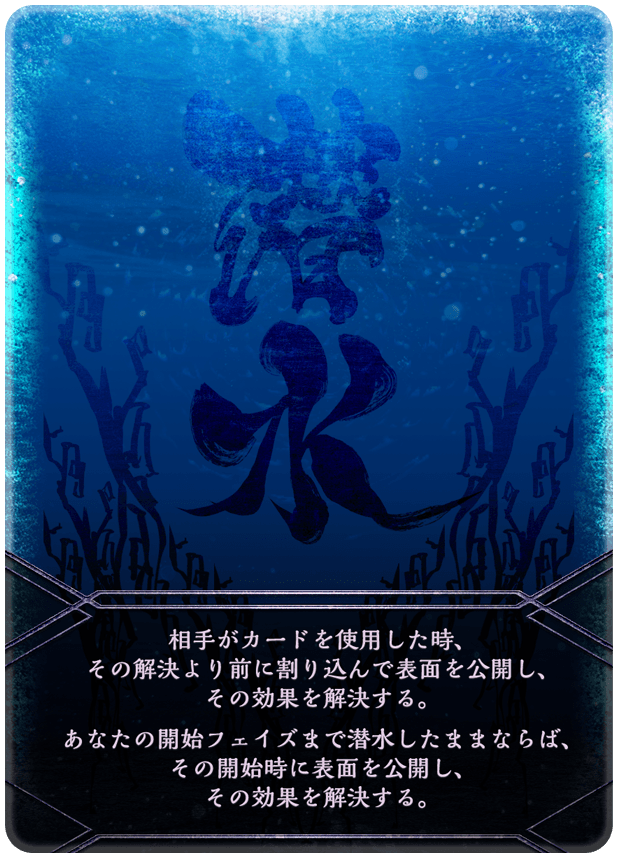 潜水
相手がカードを使用した時、
その解決より前に割り込んで表面を公開し、
その効果を解決する。
あなたの開始フェイズまで潜水したままならば、
その開始時に表面を公開し、
その効果を解決する。